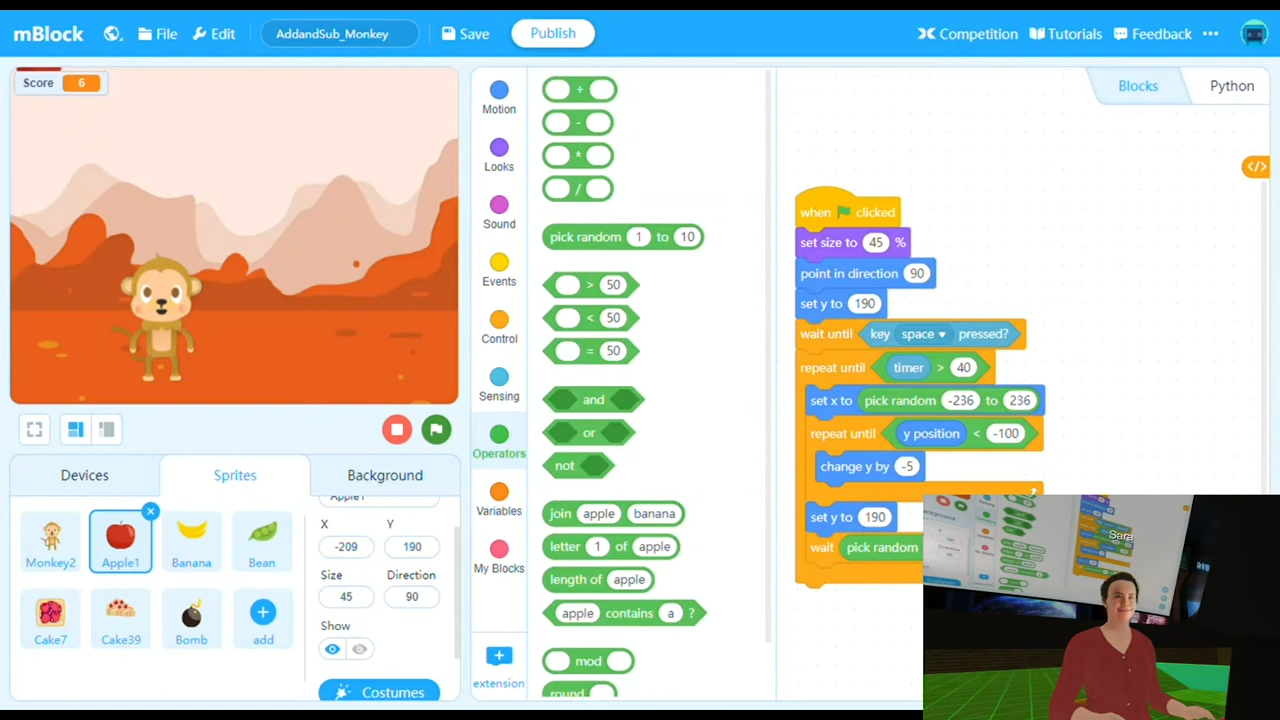 mBlock File Edit AddandSub_Monkey Save Publish Competition Tutorials Feedback
Score 6
Blocks Python
Motion
Looks
Sound
Events
Control
Sensing
Operators
Variables
My Blocks
extension
+
-
*
/
pick random 1 to 10
> 50
< 50
= 50
and
or
not
join apple banana
letter 1 of apple
length of apple
apple contains a ?
mod
round
when clicked
set size to 45 %
point in direction 90
set y to 190
wait until key space pressed?
repeat until timer > 40
set x to pick random -236 to 236
repeat until y position < -100
change y by -5
set y to 190
wait pick random
Devices Sprites Background
Monkey2 Apple1 Banana Bean
Cake7 Cake39 Bomb add
Apple1
X Y
-209 190
Size Direction
45 90
Show
Costumes
Sara